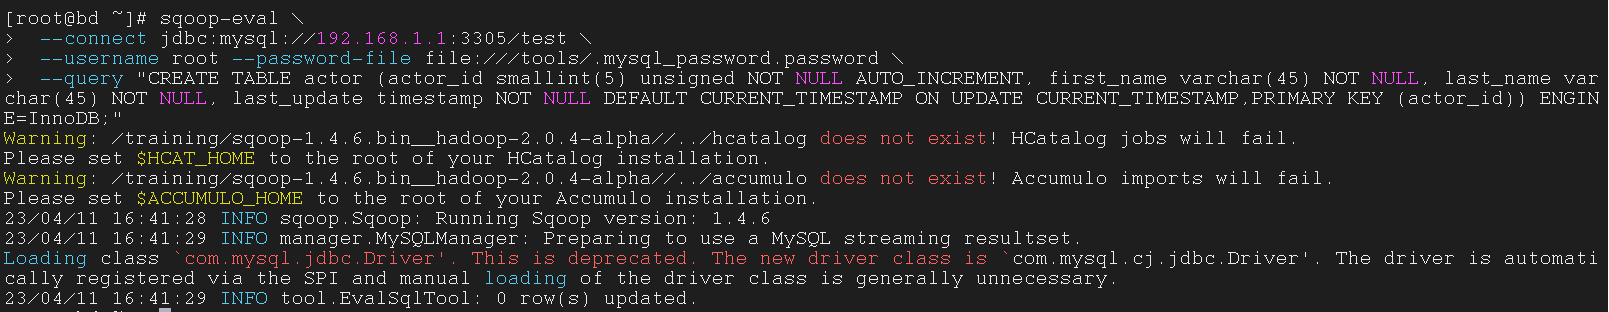 [root@bd ~]# sqoop-eval \
>  --connect jdbc:mysql://192.168.1.1:3305/test \
>  --username root --password-file file:///tools/.mysql_password.password \
>  --query "CREATE TABLE actor (actor_id smallint(5) unsigned NOT NULL AUTO_INCREMENT, first_name varchar(45) NOT NULL, last_name var
char(45) NOT NULL, last_update timestamp NOT NULL DEFAULT CURRENT_TIMESTAMP ON UPDATE CURRENT_TIMESTAMP,PRIMARY KEY (actor_id)) ENGIN
E=InnoDB;"
Warning: /training/sqoop-1.4.6.bin__hadoop-2.0.4-alpha//../hcatalog does not exist! HCatalog jobs will fail.
Please set $HCAT_HOME to the root of your HCatalog installation.
Warning: /training/sqoop-1.4.6.bin__hadoop-2.0.4-alpha//../accumulo does not exist! Accumulo imports will fail.
Please set $ACCUMULO_HOME to the root of your Accumulo installation.
23/04/11 16:41:28 INFO sqoop.Sqoop: Running Sqoop version: 1.4.6
23/04/11 16:41:29 INFO manager.MySQLManager: Preparing to use a MySQL streaming resultset.
Loading class `com.mysql.jdbc.Driver'. This is deprecated. The new driver class is `com.mysql.cj.jdbc.Driver'. The driver is automati
cally registered via the SPI and manual loading of the driver class is generally unnecessary.
23/04/11 16:41:29 INFO tool.EvalSqlTool: 0 row(s) updated.